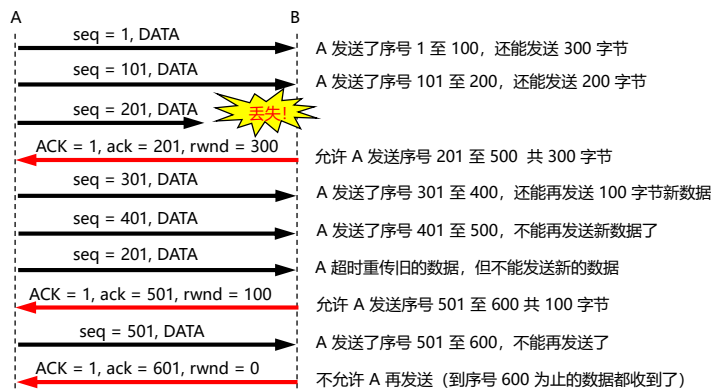 A B
seq = 1, DATA A 发送了序号 1 至 100，还能发送 300 字节
seq = 101, DATA A 发送了序号 101 至 200，还能发送 200 字节
seq = 201, DATA 丢失!
ACK = 1, ack = 201, rwnd = 300 允许 A 发送序号 201 至 500 共 300 字节
seq = 301, DATA A 发送了序号 301 至 400，还能再发送 100 字节新数据
seq = 401, DATA A 发送了序号 401 至 500，不能再发送新数据了
seq = 201, DATA A 超时重传旧的数据，但不能发送新的数据
ACK = 1, ack = 501, rwnd = 100 允许 A 发送序号 501 至 600 共 100 字节
seq = 501, DATA A 发送了序号 501 至 600，不能再发送了
ACK = 1, ack = 601, rwnd = 0 不允许 A 再发送（到序号 600 为止的数据都收到了）